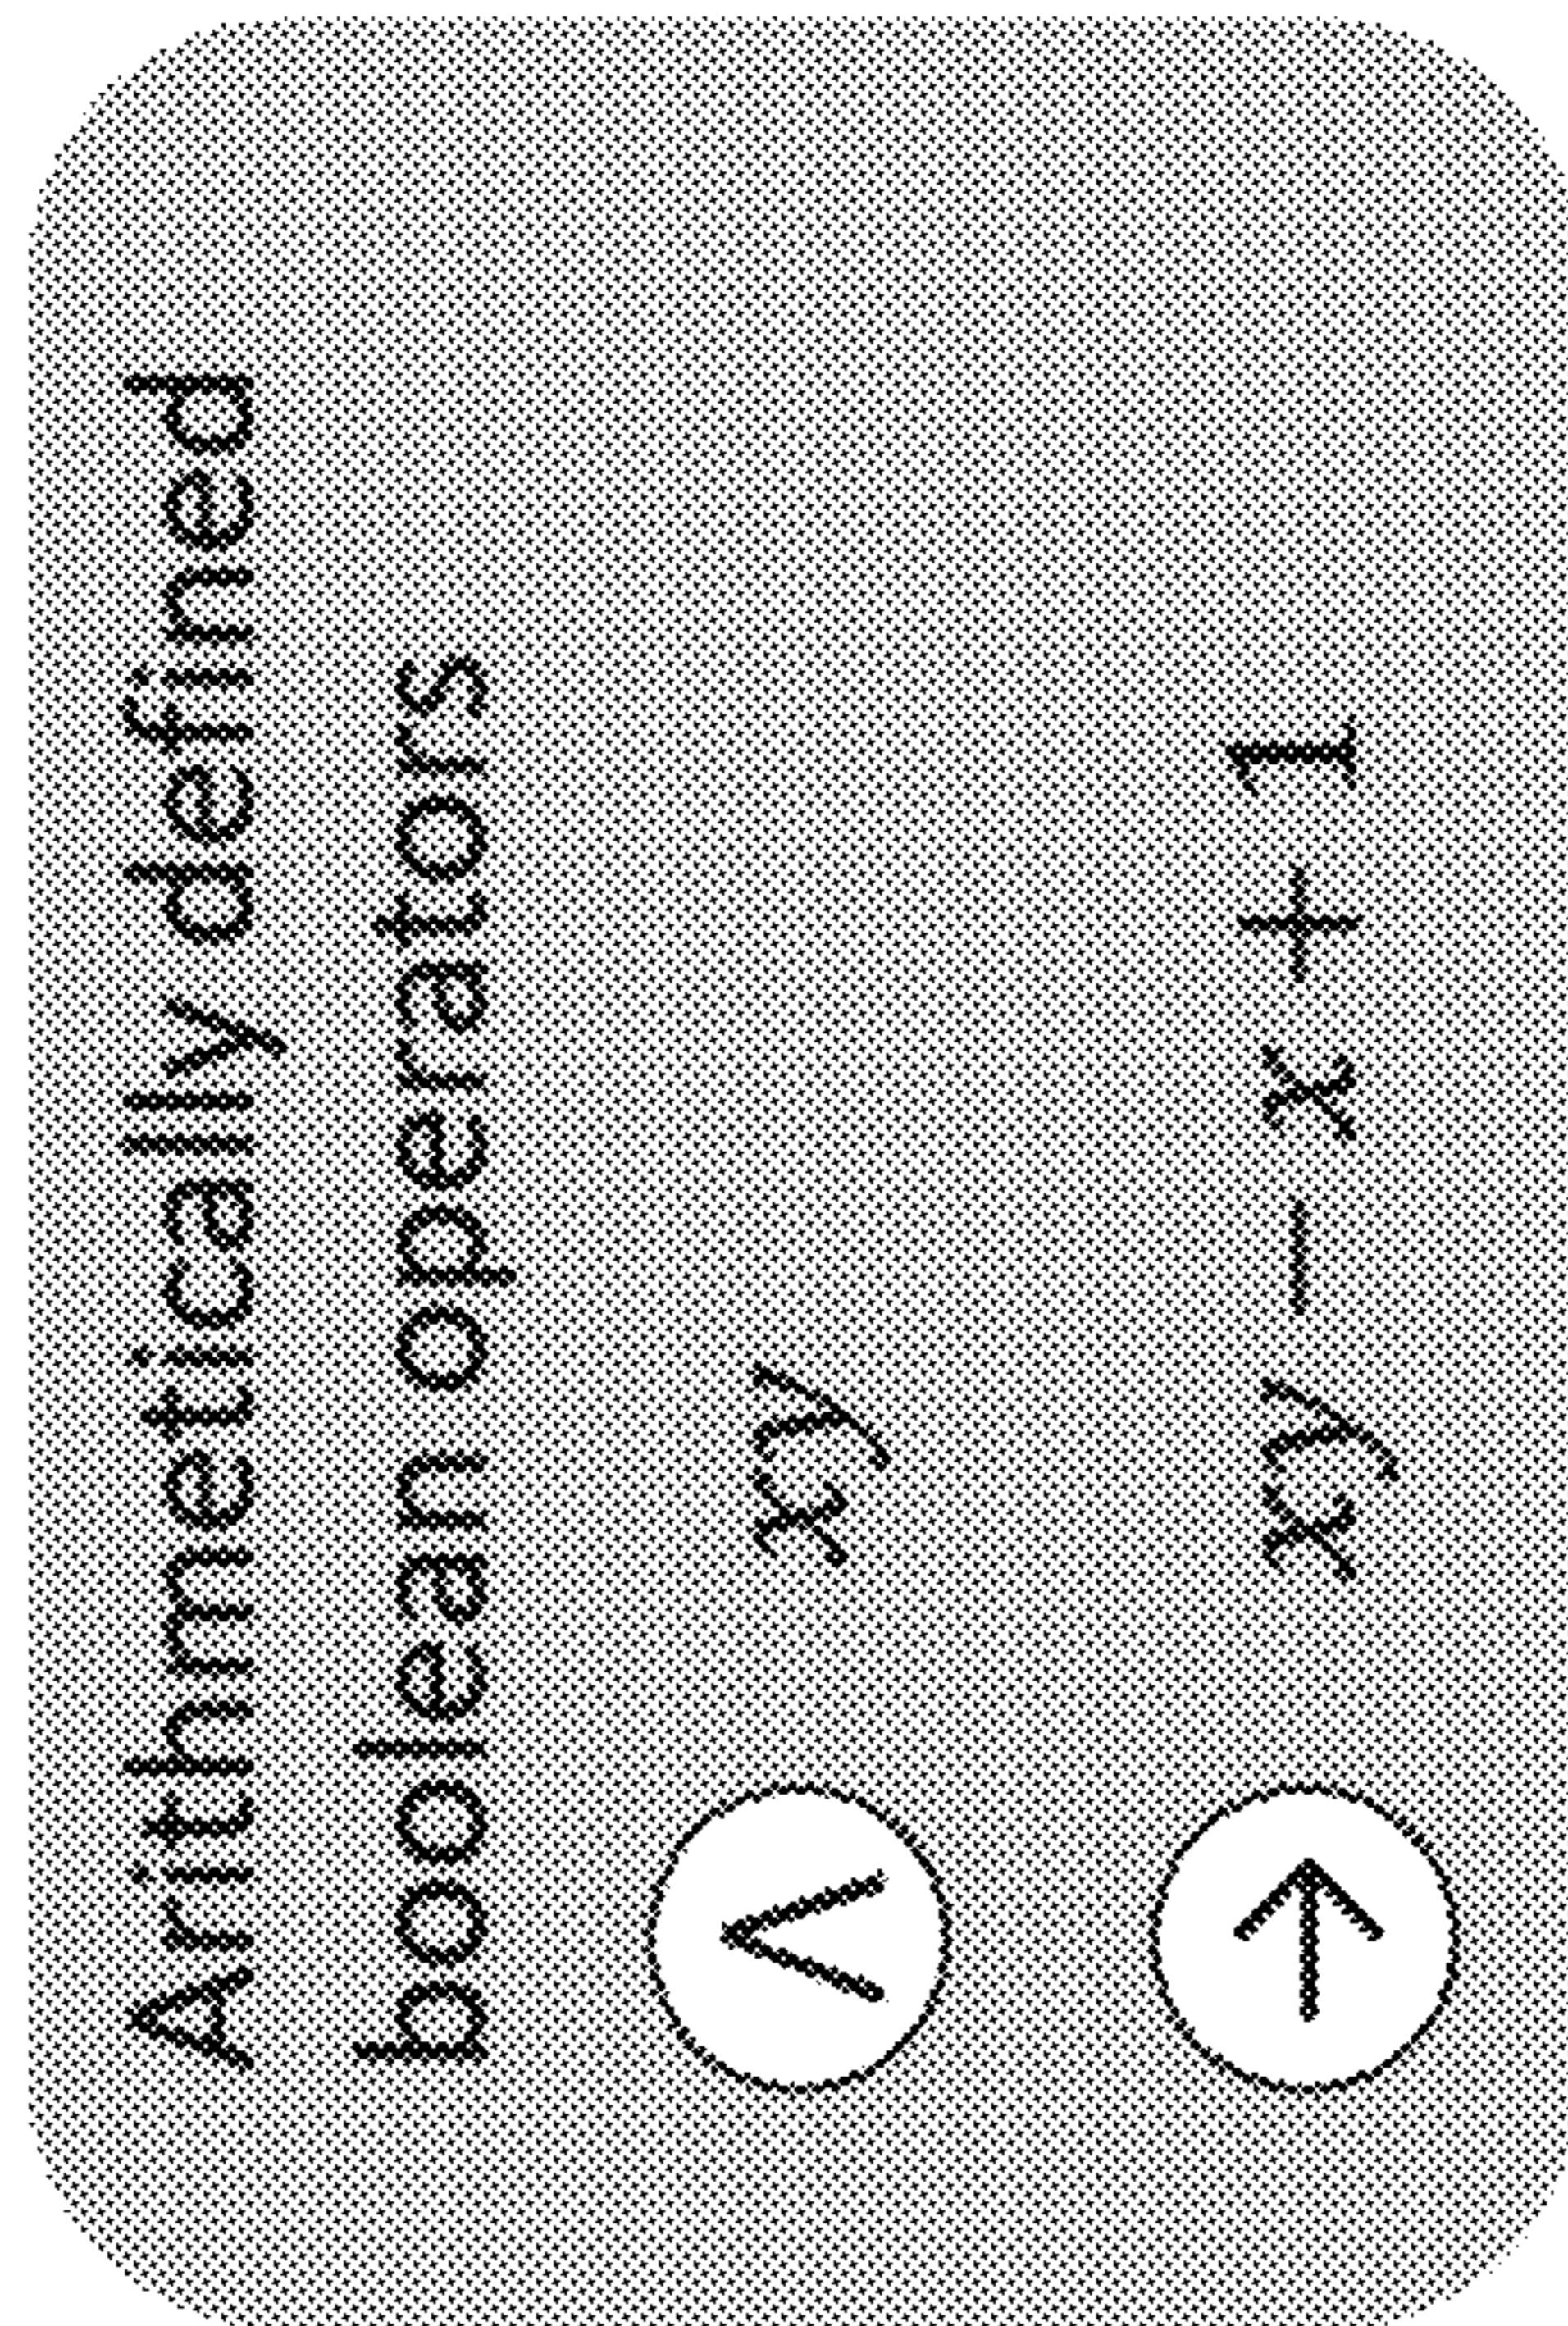 Arithmetically defined
boolean operators
∧ xy
→ xy − x + 1